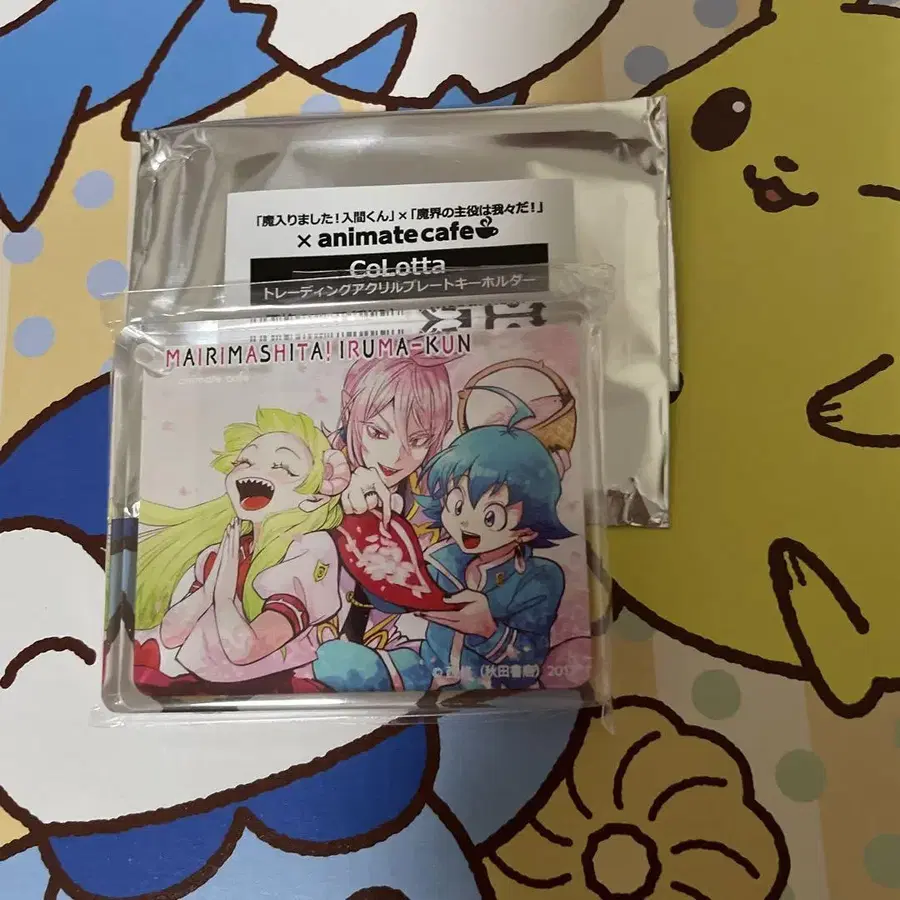 「魔入りました!入間くん」×「魔界の主役は我々だ!」
× animate cafe
CoLotta
トレーディングアクリルプレートキーホルダー
MAIRIMASHITA! IRUMA-KUN
animate cafe
(秋田書店)